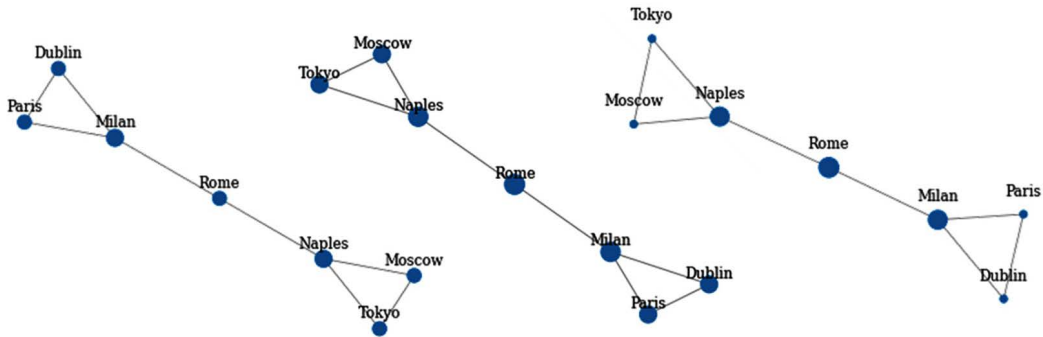 Dublin
Paris
Milan
Rome
Naples
Moscow
Tokyo
Moscow
Tokyo
Naples
Rome
Milan
Dublin
Paris
Tokyo
Moscow
Naples
Rome
Milan
Paris
Dublin